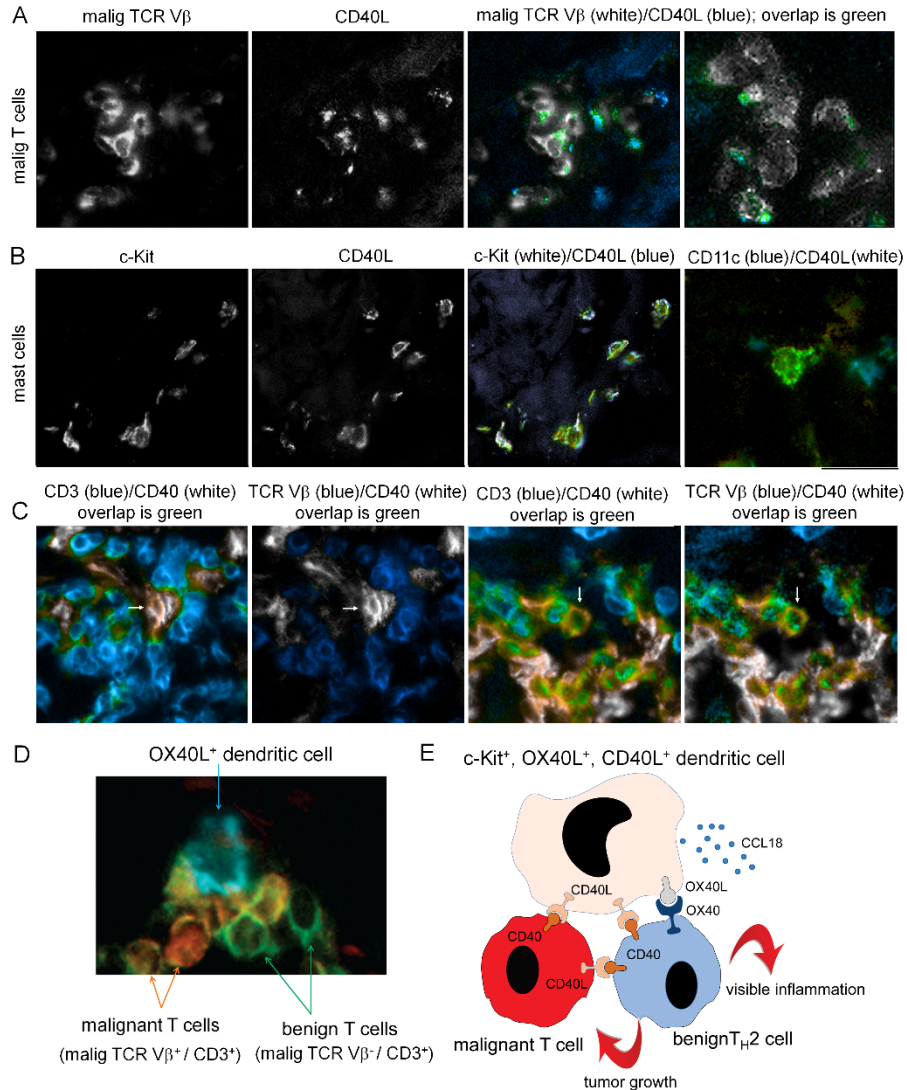 A
malig TCR Vβ
CD40L
malig TCR Vβ (white)/CD40L (blue); overlap is green
malig T cells
B
c-Kit
CD40L
c-Kit (white)/CD40L (blue)
CD11c (blue)/CD40L(white)
mast cells
C
CD3 (blue)/CD40 (white)
overlap is green
TCR Vβ (blue)/CD40 (white)
overlap is green
CD3 (blue)/CD40 (white)
overlap is green
TCR Vβ (blue)/CD40 (white)
overlap is green
D
OX40L⁺ dendritic cell
malignant T cells
(malig TCR Vβ⁺/ CD3⁺)
benign T cells
(malig TCR Vβ⁻/ CD3⁺)
E
c-Kit⁺, OX40L⁺, CD40L⁺ dendritic cell
CCL18
CD40L
OX40L
OX40
CD40
CD40
CD40L
visible inflammation
malignant T cell
benignT_H2 cell
tumor growth